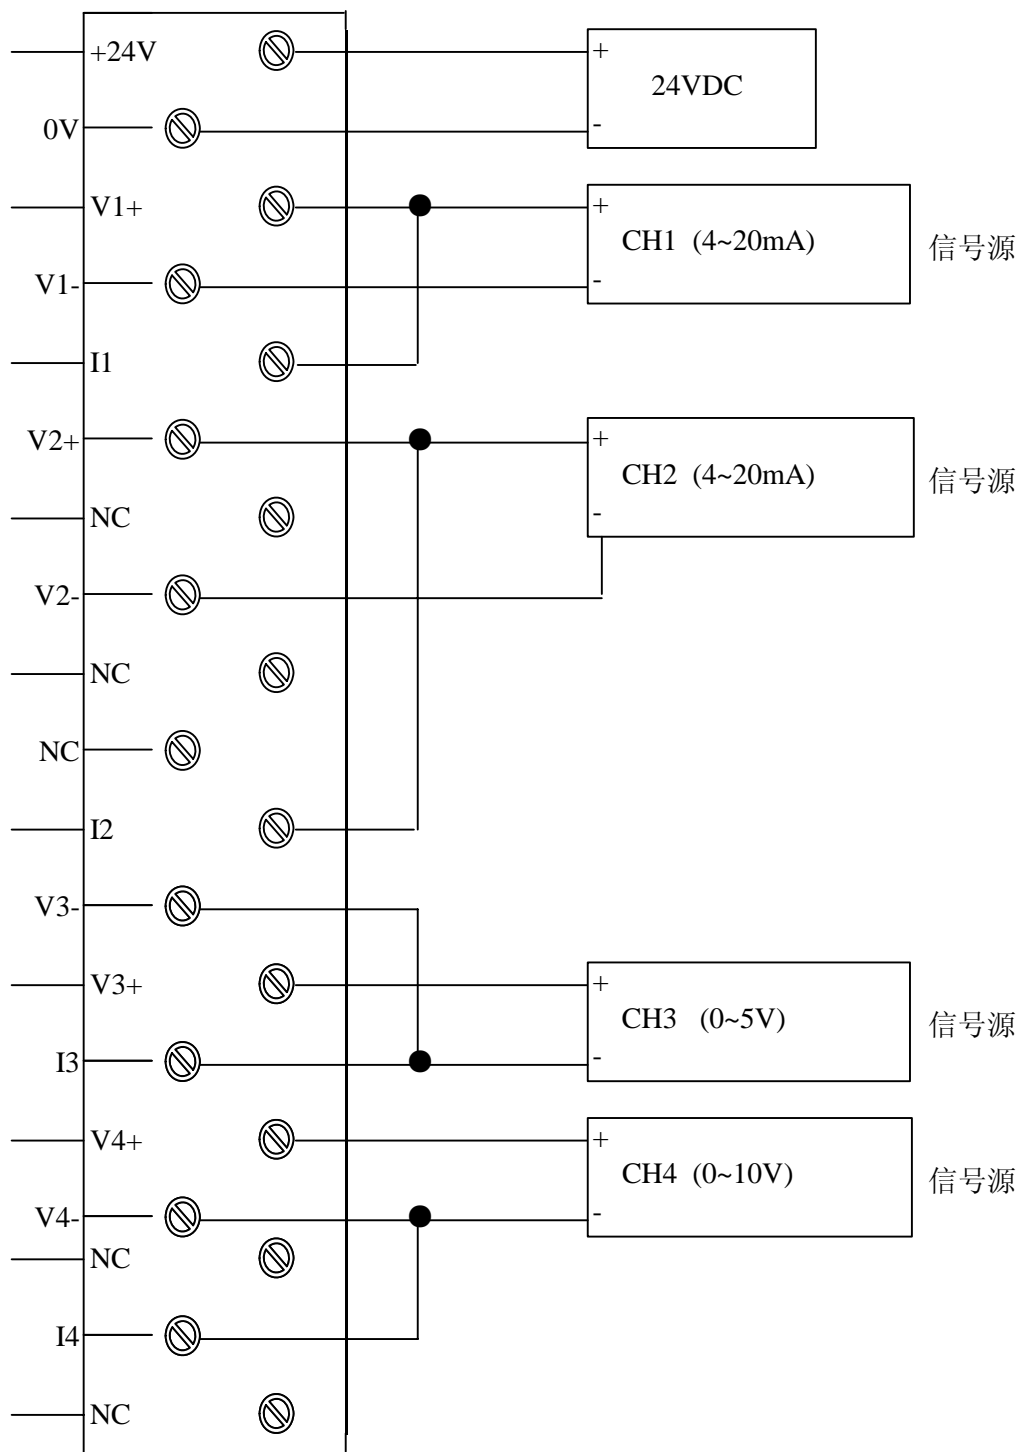 +24V
+
24VDC
0V
-
V1+
+
CH1 (4~20mA)
信号源
V1-
-
I1
V2+
+
CH2 (4~20mA)
信号源
NC
-
V2-
NC
NC
I2
V3-
V3+
+
CH3 (0~5V)
信号源
I3
-
V4+
+
CH4 (0~10V)
信号源
V4-
-
NC
I4
NC